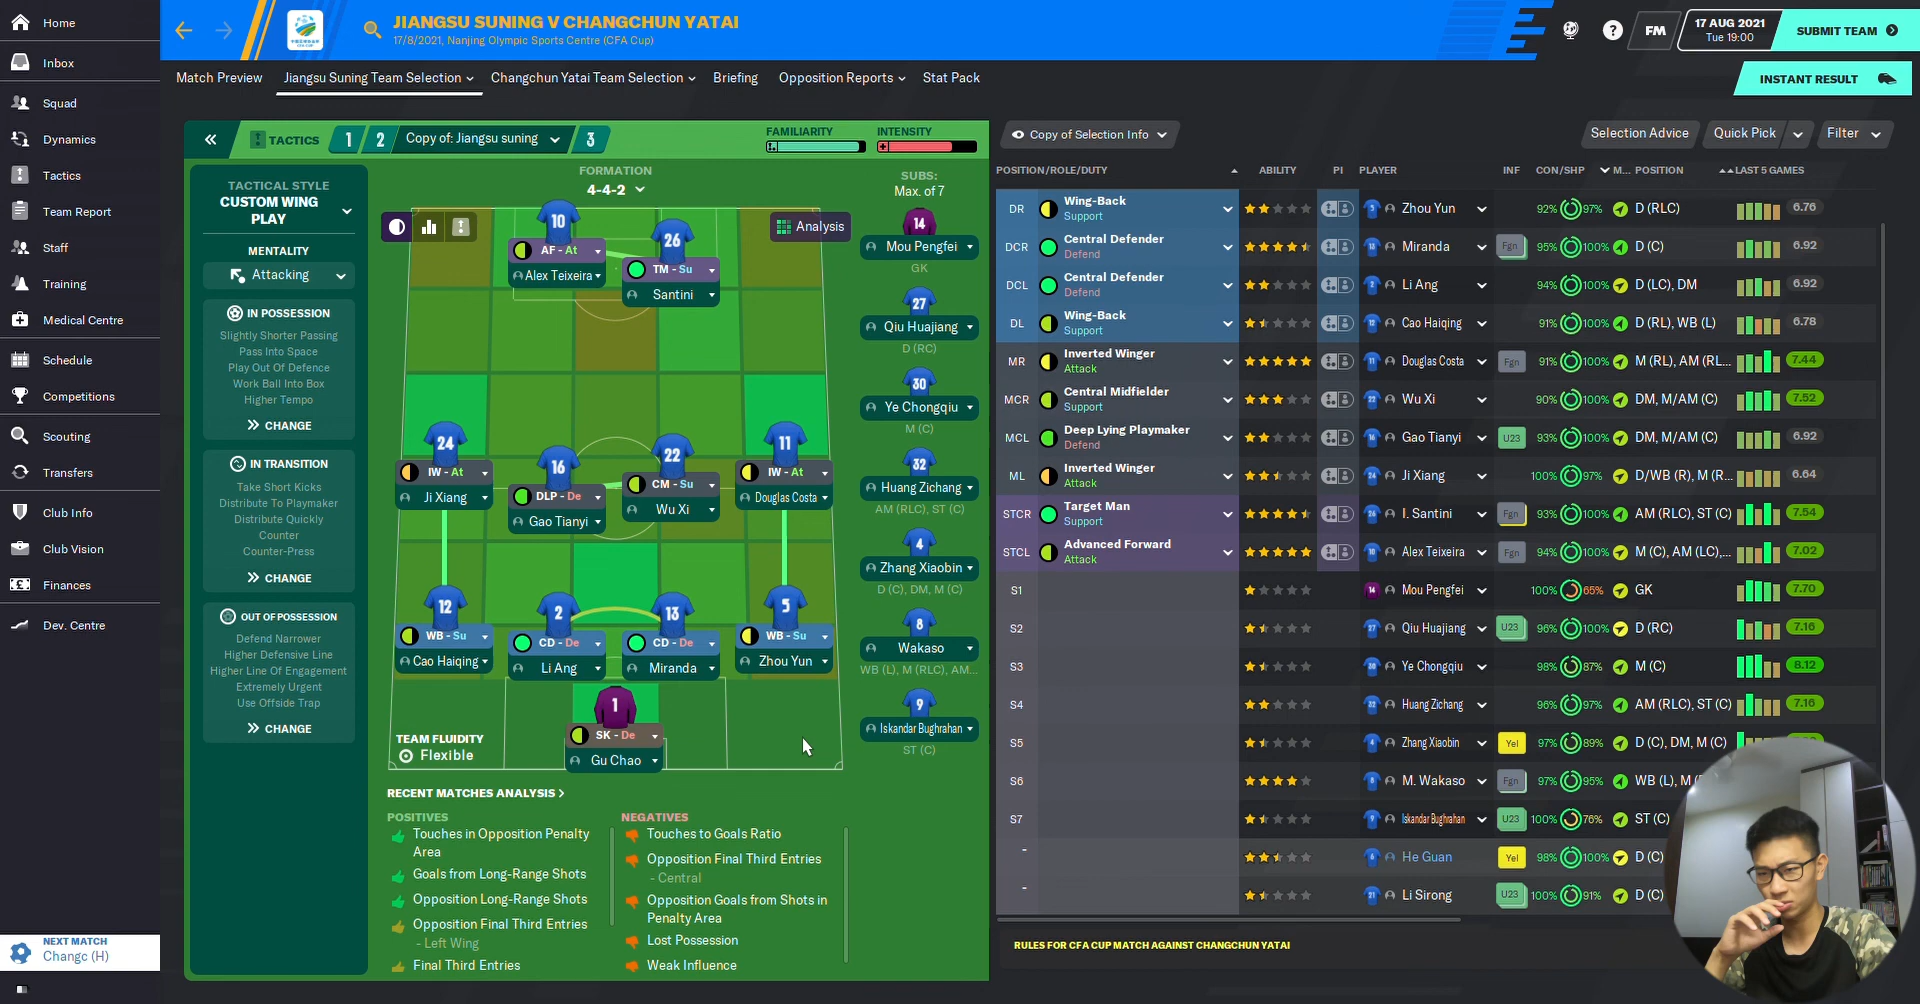 Home
Inbox
Squad
Dynamics
Tactics
Team Report
Staff
Training
Medical Centre
Schedule
Competitions
Scouting
Transfers
Club Info
Club Vision
Finances
Dev. Centre
NEXT MATCH
Changc (H)
JIANGSU SUNING V CHANGCHUN YATAI
17/8/2021, Nanjing Olympic Sports Centre (CFA Cup)
FM
17 AUG 2021
Tue 19:00
SUBMIT TEAM
Match Preview Jiangsu Suning Team Selection Changchun Yatai Team Selection Briefing Opposition Reports Stat Pack
INSTANT RESULT
TACTICS 1 2 Copy of: Jiangsu suning 3
FAMILIARITY INTENSITY
TACTICAL STYLE
CUSTOM WING PLAY
MENTALITY
Attacking
IN POSSESSION
Slightly Shorter Passing
Pass Into Space
Play Out Of Defence
Work Ball Into Box
Higher Tempo
CHANGE
IN TRANSITION
Take Short Kicks
Distribute To Playmaker
Distribute Quickly
Counter
Counter-Press
CHANGE
OUT OF POSSESSION
Defend Narrower
Higher Defensive Line
Higher Line Of Engagement
Extremely Urgent
Use Offside Trap
CHANGE
FORMATION
4-4-2
Analysis
10
AF - At
Alex Teixeira
26
TM - Su
Santini
24
IW - At
Ji Xiang
16
DLP - De
Gao Tianyi
22
CM - Su
Wu Xi
11
IW - At
Douglas Costa
12
WB - Su
Cao Haiqing
2
CD - De
Li Ang
13
CD - De
Miranda
5
WB - Su
Zhou Yun
1
SK - De
Gu Chao
TEAM FLUIDITY
Flexible
SUBS:
Max. of 7
14
Mou Pengfei
GK
27
Qiu Huajiang
D (RC)
30
Ye Chongqiu
M (C)
32
Huang Zichang
AM (RLC), ST (C)
4
Zhang Xiaobin
D (C), DM, M (C)
8
Wakaso
WB (L), M (RLC), AM...
9
Iskandar Bughrahan
ST (C)
RECENT MATCHES ANALYSIS >
POSITIVES
Touches in Opposition Penalty
Area
Goals from Long-Range Shots
Opposition Long-Range Shots
Opposition Final Third Entries
- Left Wing
Final Third Entries
NEGATIVES
Touches to Goals Ratio
Opposition Final Third Entries
- Central
Opposition Goals from Shots in
Penalty Area
Lost Possession
Weak Influence
Copy of Selection Info
Selection Advice Quick Pick Filter
POSITION/ROLE/DUTY ABILITY PI PLAYER INF CON/SHP M... POSITION LAST 5 GAMES
DR Wing-Back Support Zhou Yun 92% 97% D (RLC) 6.76
DCR Central Defender Defend Miranda Fgn 95% 100% D (C) 6.92
DCL Central Defender Defend Li Ang 94% 100% D (LC), DM 6.92
DL Wing-Back Support Cao Haiqing 91% 100% D (RL), WB (L) 6.78
MR Inverted Winger Attack Douglas Costa Fgn 91% 100% M (RL), AM (RL... 7.44
MCR Central Midfielder Support Wu Xi 90% 100% DM, M/AM (C) 7.52
MCL Deep Lying Playmaker Defend Gao Tianyi U23 93% 100% DM, M/AM (C) 6.92
ML Inverted Winger Attack Ji Xiang 100% 97% D/WB (R), M (R... 6.64
STCR Target Man Support I. Santini Fgn 93% 100% AM (RLC), ST (C) 7.54
STCL Advanced Forward Attack Alex Teixeira Fgn 94% 100% M (C), AM (LC),... 7.02
S1 Mou Pengfei 100% 65% GK 7.70
S2 Qiu Huajiang U23 96% 100% D (RC) 7.16
S3 Ye Chongqiu 98% 87% M (C) 8.12
S4 Huang Zichang 96% 97% AM (RLC), ST (C) 7.16
S5 Zhang Xiaobin Yel 97% 89% D (C), DM, M (C)
S6 M. Wakaso Fgn 97% 95% WB (L), M
S7 Iskandar Bughrahan U23 100% 76% ST (C)
- He Guan Yel 98% 100% D (C)
- Li Sirong U23 100% 91% D (C)
RULES FOR CFA CUP MATCH AGAINST CHANGCHUN YATAI